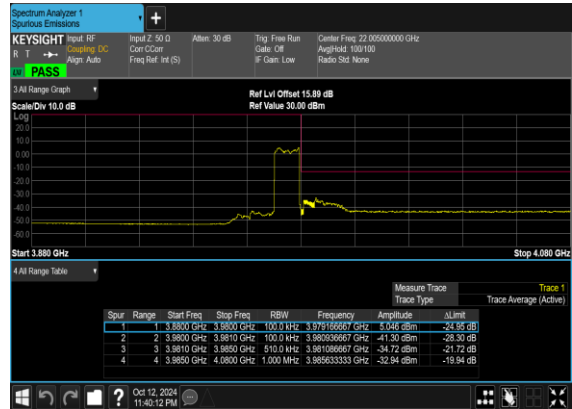 Spectrum Analyzer 1
Spurious Emissions
+
KEYSIGHT Input: RF Input Z: 50 Ω Atten: 30 dB Trig: Free Run Center Freq: 22.005000000 GHz
R T Coupling: DC Corr CCorr Gate: Off Avg|Hold: 100/100
Align: Auto Freq Ref: Int (S) IF Gain: Low Radio Std: None
PASS
3 All Range Graph
Ref Lvl Offset 15.89 dB
Scale/Div 10.0 dB Ref Value 30.00 dBm
Log
20.0
10.0
0.00
-10.0
-20.0
-30.0
-40.0
-50.0
-60.0
Start 3.880 GHz Stop 4.080 GHz
4 All Range Table
Measure Trace Trace 1
Trace Type Trace Average (Active)
Spur Range Start Freq Stop Freq RBW Frequency Amplitude ΔLimit
1 1 3.8800 GHz 3.9800 GHz 100.0 kHz 3.979166667 GHz 5.046 dBm -24.95 dB
2 2 3.9800 GHz 3.9810 GHz 100.0 kHz 3.980936667 GHz -41.30 dBm -28.30 dB
3 3 3.9810 GHz 3.9850 GHz 510.0 kHz 3.981086667 GHz -34.72 dBm -21.72 dB
4 4 3.9850 GHz 4.0800 GHz 1.000 MHz 3.985633333 GHz -32.94 dBm -19.94 dB
? Oct 12, 2024
11:40:12 PM